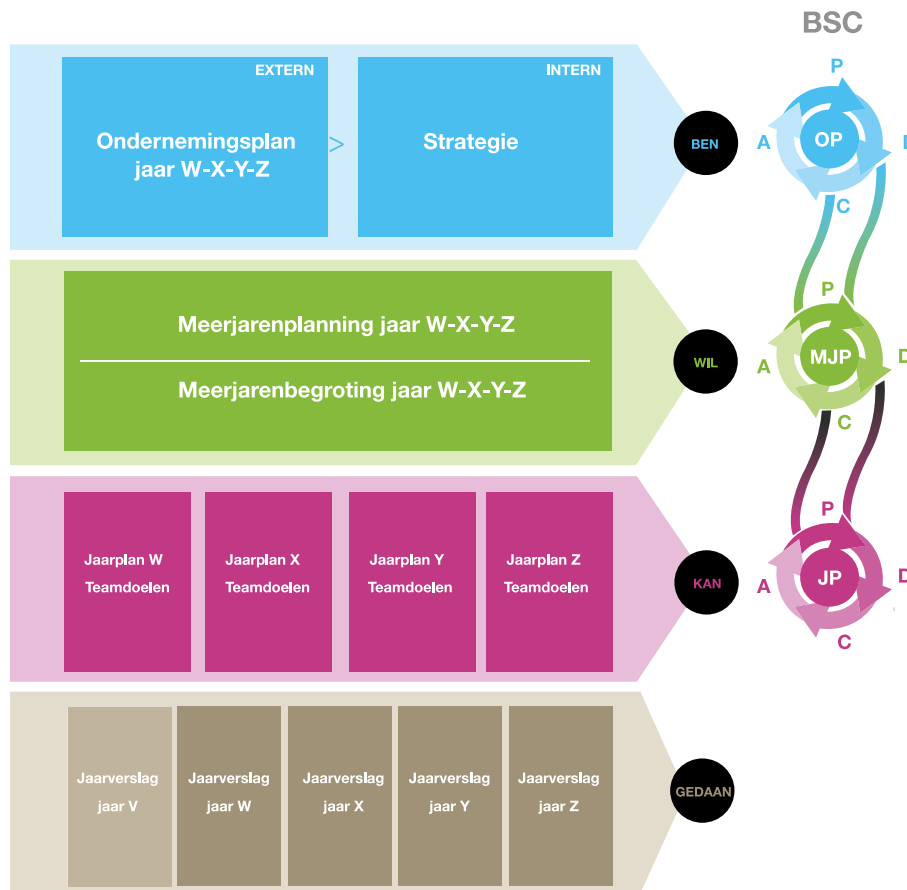 BSC
EXTERN
Ondernemingsplan
jaar W-X-Y-Z
>
INTERN
Strategie
BEN
P
A
OP
C
Meerjarenplanning jaar W-X-Y-Z
Meerjarenbegroting jaar W-X-Y-Z
WIL
P
A
MJP
D
C
Jaarplan W
Teamdoelen
Jaarplan X
Teamdoelen
Jaarplan Y
Teamdoelen
Jaarplan Z
Teamdoelen
KAN
P
A
JP
D
C
Jaarverslag
jaar V
Jaarverslag
jaar W
Jaarverslag
jaar X
Jaarverslag
jaar Y
Jaarverslag
jaar Z
GEDAAN